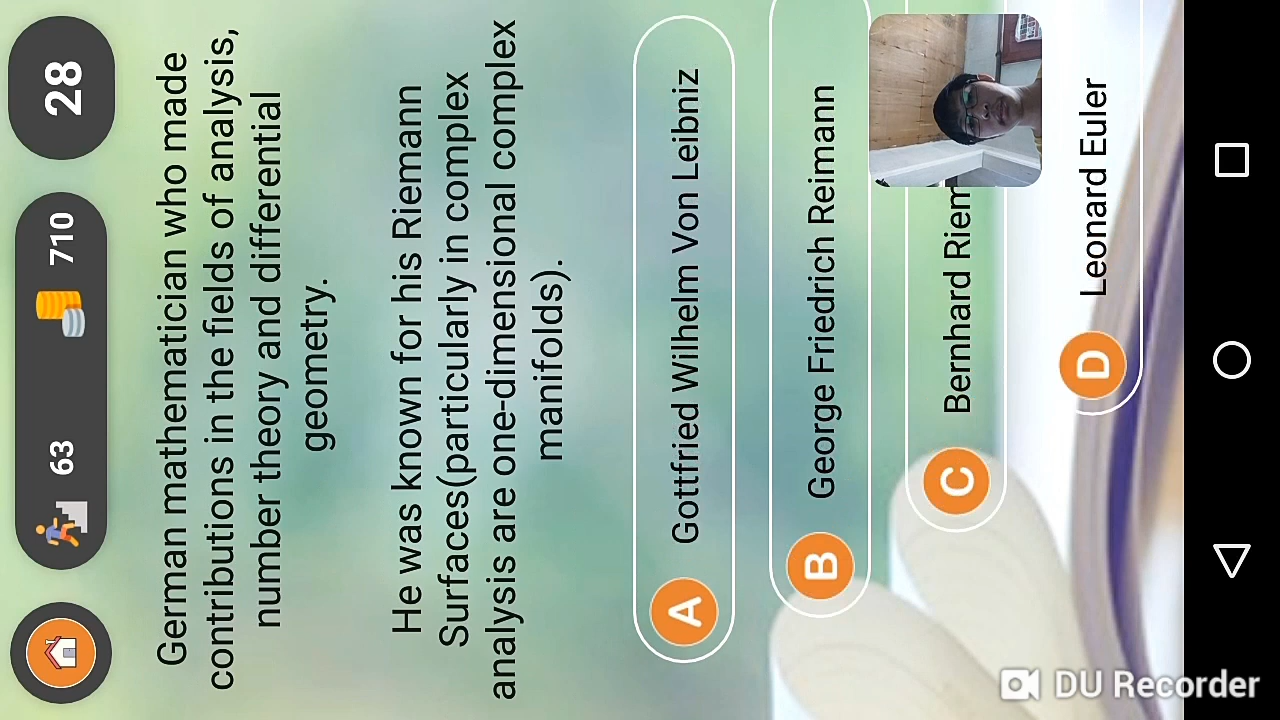 63 710
28
German mathematician who made
contributions in the fields of analysis,
number theory and differential
geometry.
He was known for his Riemann
Surfaces(particularly in complex
analysis are one-dimensional complex
manifolds).
A Gottfried Wilhelm Von Leibniz
B George Friedrich Reimann
C Bernhard Riem
D Leonard Euler
DU Recorder